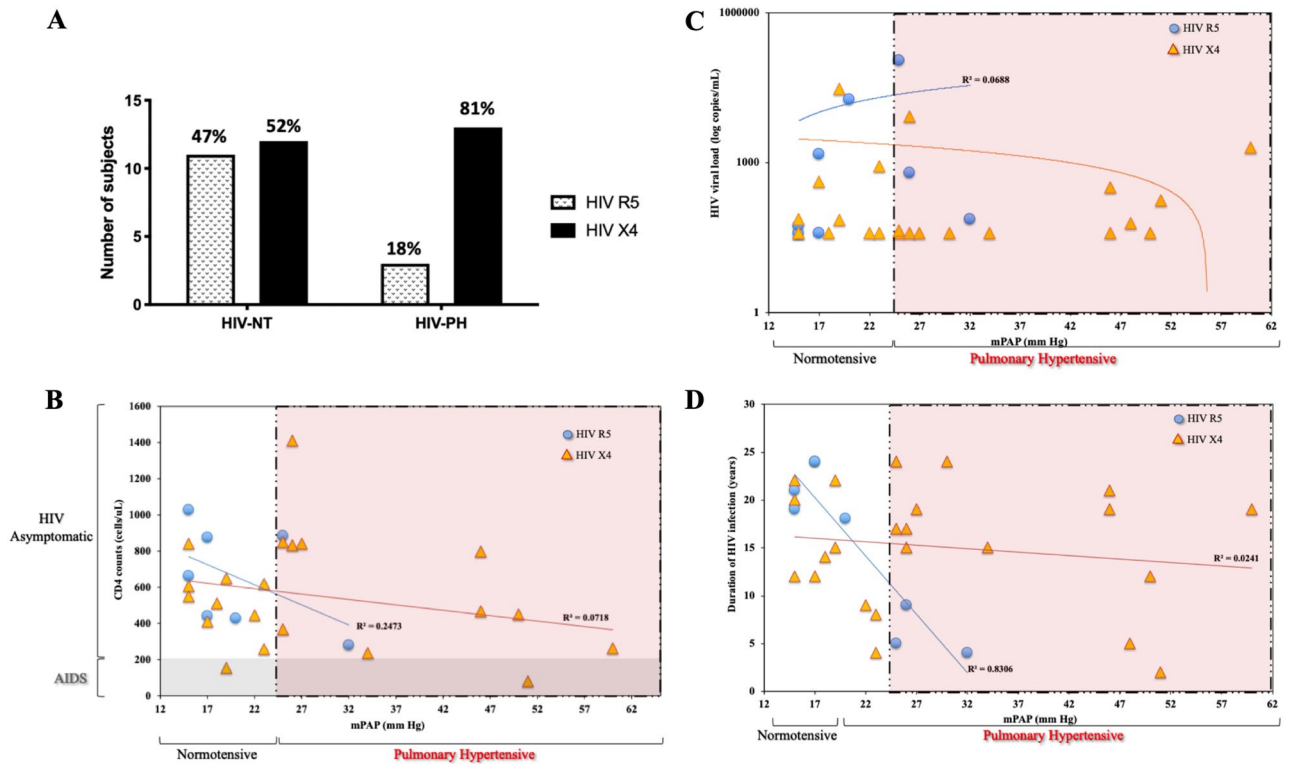 A
Number of subjects
15
10
5
0
47%
52%
18%
81%
HIV-NT
HIV-PH
HIV R5
HIV X4
B
HIV
Asymptomatic
AIDS
CD4 counts (cells/uL)
1600
1400
1200
1000
800
600
400
200
0
HIV R5
HIV X4
R² = 0.2473
R² = 0.0718
12 17 22 27 32 37 42 47 52 57 62
mPAP (mm Hg)
Normotensive
Pulmonary Hypertensive
C
HIV viral load (log copies/mL)
1000000
1000
1
HIV R5
HIV X4
R² = 0.0688
12 17 22 27 32 37 42 47 52 57 62
mPAP (mm Hg)
Normotensive
Pulmonary Hypertensive
D
Duration of HIV infection (years)
30
25
20
15
10
5
0
HIV R5
HIV X4
R² = 0.0241
R² = 0.8306
12 17 22 27 32 37 42 47 52 57 62
mPAP (mm Hg)
Normotensive
Pulmonary Hypertensive